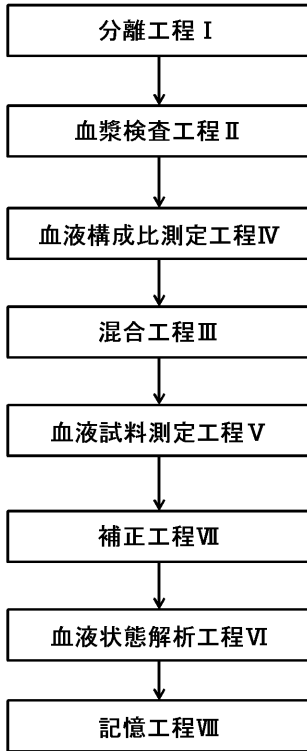 分離工程Ⅰ
血漿検査工程Ⅱ
血液構成比測定工程Ⅳ
混合工程Ⅲ
血液試料測定工程Ⅴ
補正工程Ⅶ
血液状態解析工程Ⅵ
記憶工程Ⅷ